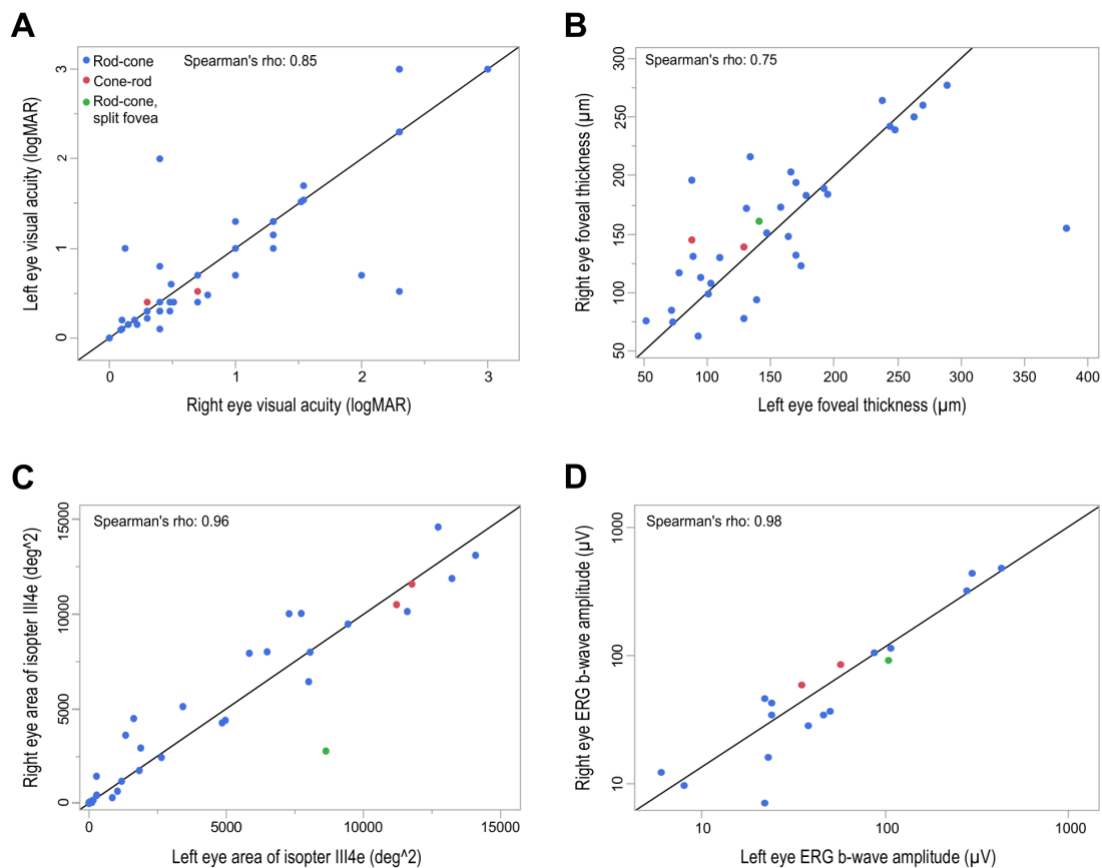 A
Spearman's rho: 0.85
Rod-cone
Cone-rod
Rod-cone,
split fovea
3
2
1
0
Left eye visual acuity (logMAR)
0
1
2
3
Right eye visual acuity (logMAR)
B
Spearman's rho: 0.75
300
250
200
150
100
50
Right eye foveal thickness (µm)
50
100
150
200
250
300
350
400
Left eye foveal thickness (µm)
C
Spearman's rho: 0.96
15000
10000
5000
0
Right eye area of isopter III4e (deg^2)
0
5000
10000
15000
Left eye area of isopter III4e (deg^2)
D
Spearman's rho: 0.98
1000
100
10
Right eye ERG b-wave amplitude (µV)
10
100
1000
Left eye ERG b-wave amplitude (µV)